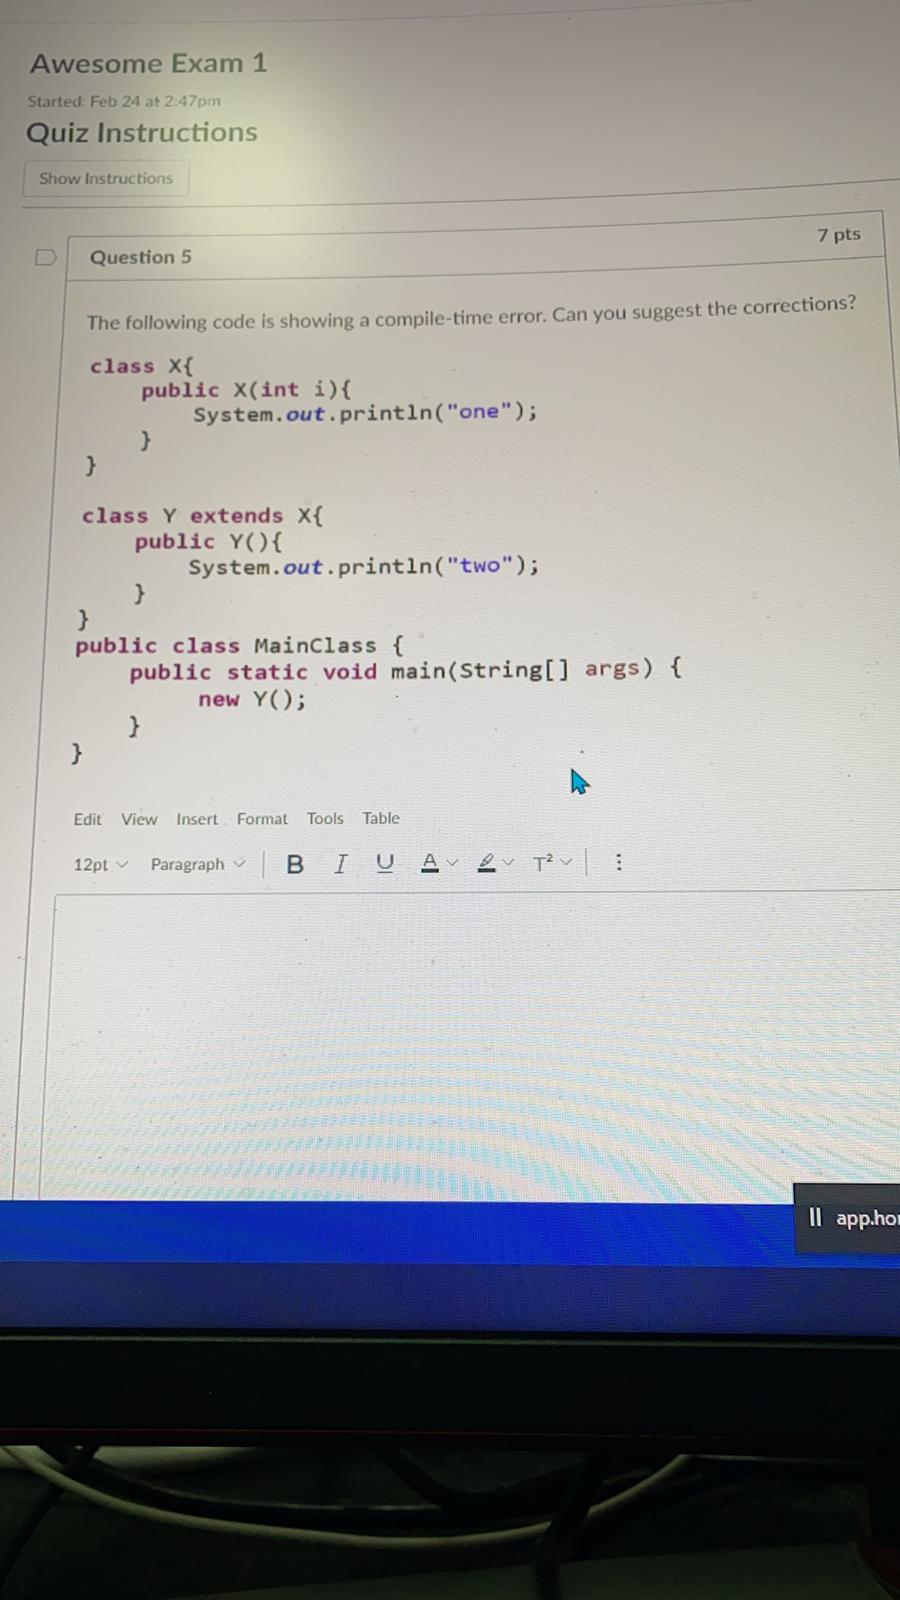 Awesome Exam 1
Started: Feb 24 at 2:47pm
Quiz Instructions
Show Instructions
Question 5
7 pts
The following code is showing a compile-time error. Can you suggest the corrections?
class X{
    public X(int i){
        System.out.println("one");
    }
}
class Y extends X{
    public Y(){
        System.out.println("two");
    }
}
public class MainClass {
    public static void main(String[] args) {
        new Y();
    }
}
Edit View Insert Format Tools Table
12pt Paragraph B I U A T²
app.ho